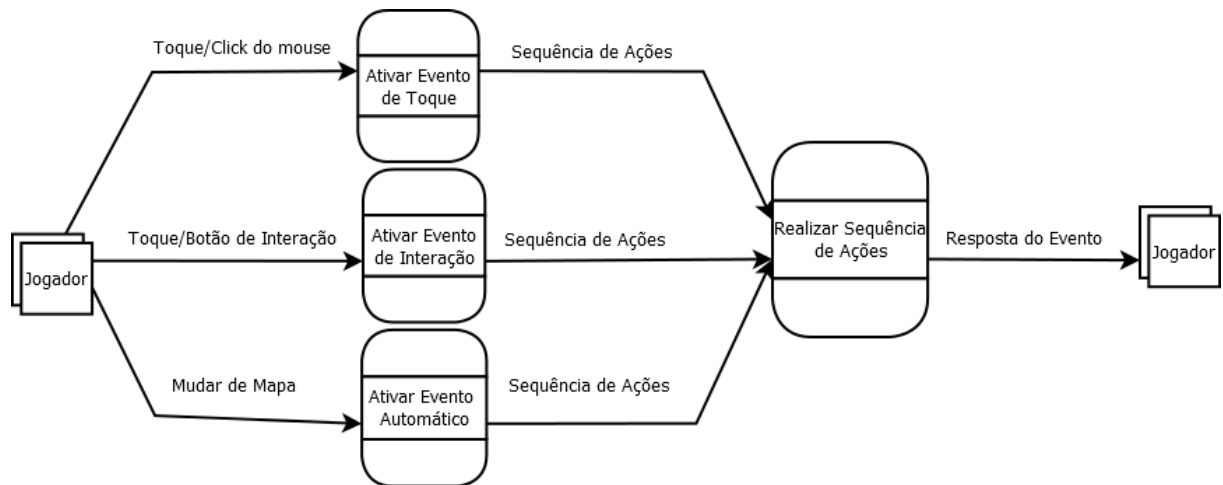 Toque/Click do mouse
Ativar Evento
de Toque
Sequência de Ações
Jogador
Toque/Botão de Interação
Ativar Evento
de Interação
Sequência de Ações
Mudar de Mapa
Ativar Evento
Automático
Sequência de Ações
Realizar Sequência
de Ações
Resposta do Evento
Jogador